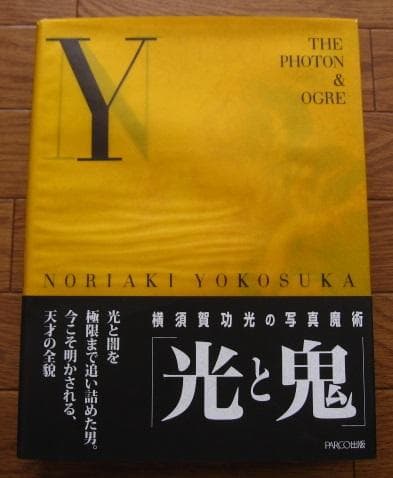 NY
THE
PHOTON
&
OGRE
NORIAKI YOKOSUKA
横須賀功光の写真魔術
「光と鬼」
光と闇を
極限まで追い詰めた男。
今こそ明かされる、
天才の全貌
PARCO出版